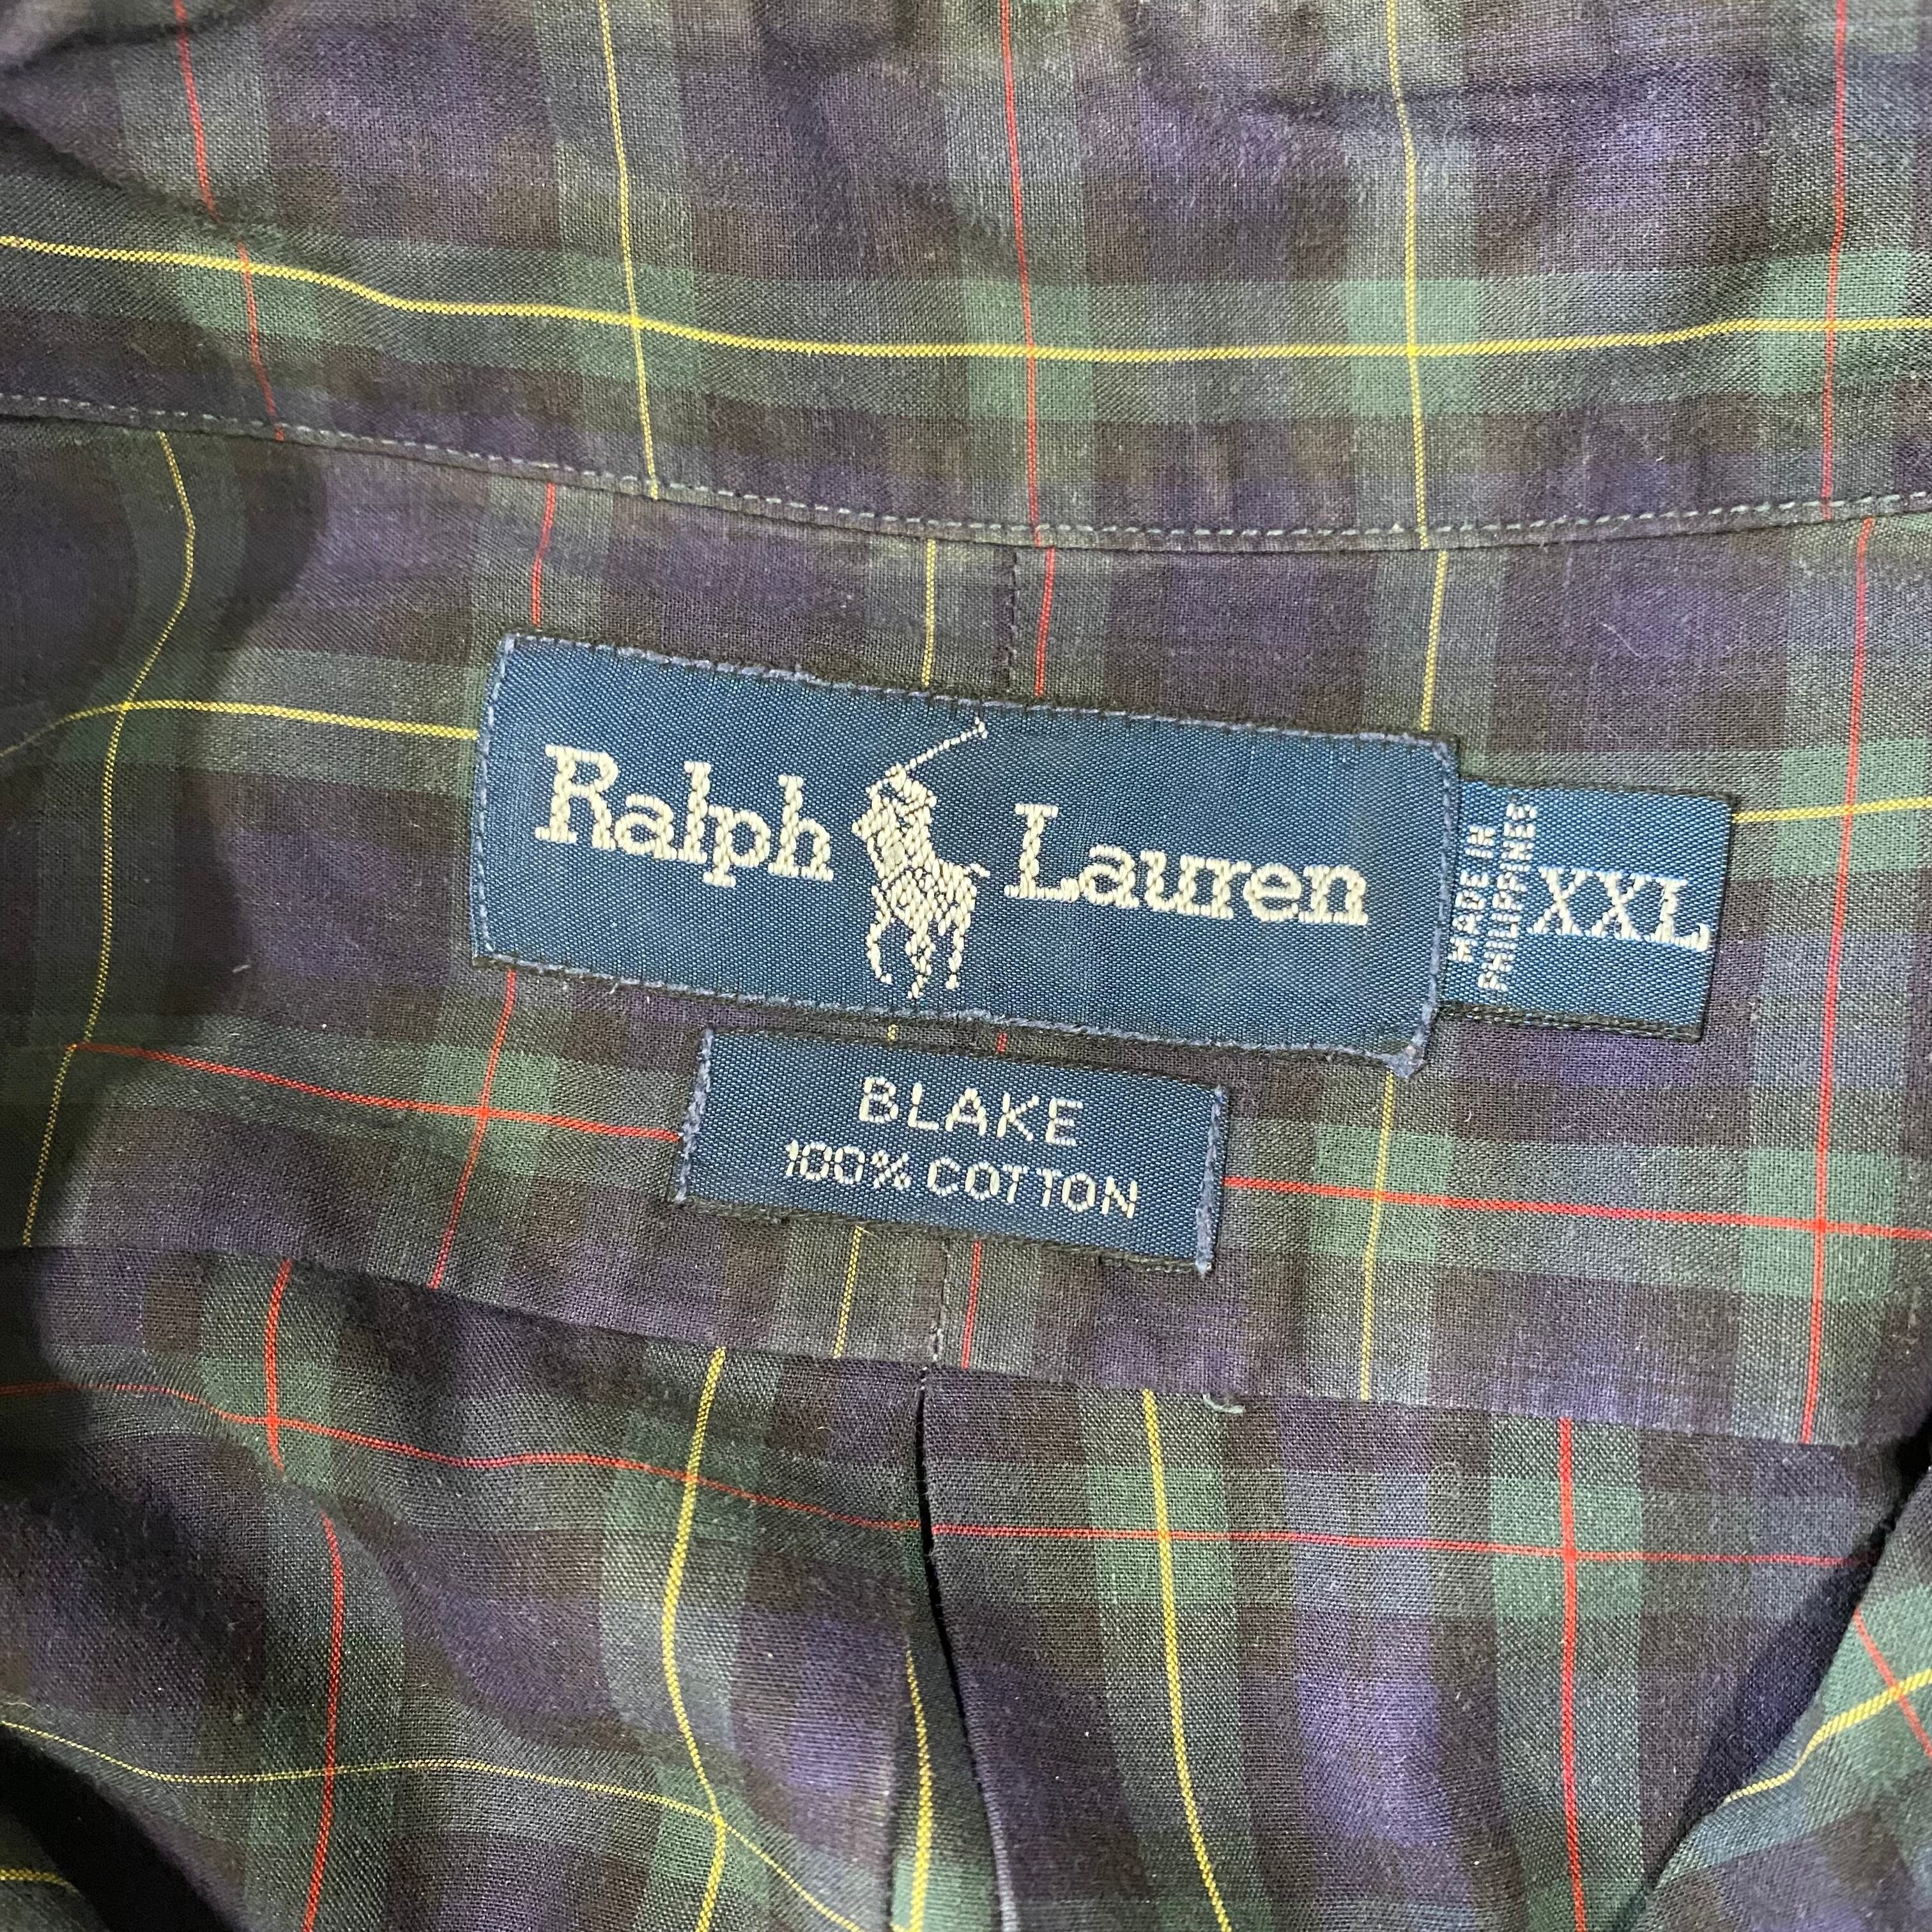 Ralph Lauren
MADE IN
PHILIPPINES
XXL
BLAKE
100% COTTON